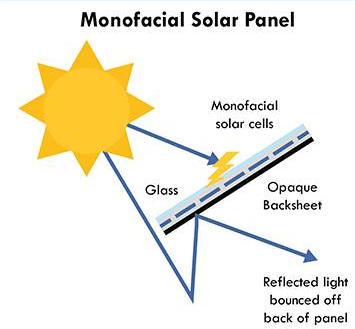 Monofacial Solar Panel
Monofacial
solar cells
Glass
Opaque
Backsheet
Reflected light
bounced off
back of panel